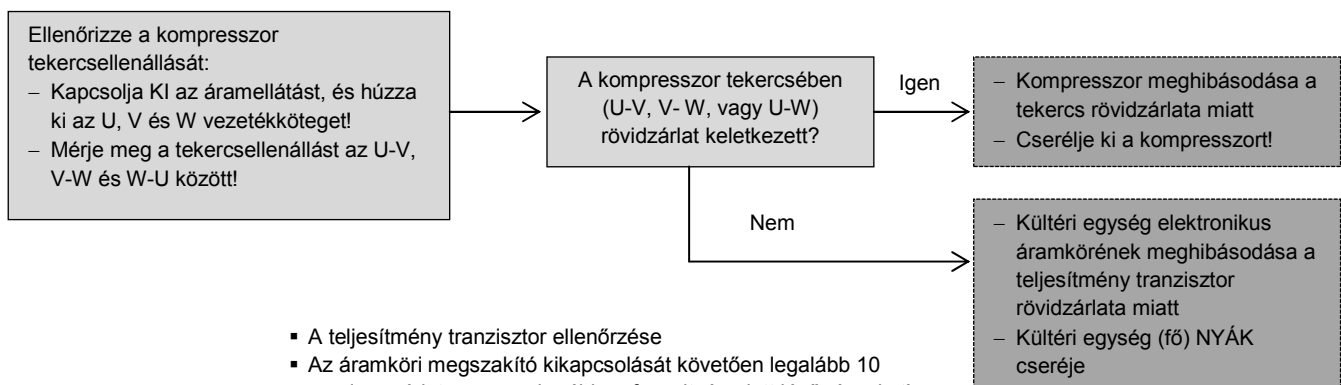 Ellenőrizze a kompresszor
tekercsellenállását:
– Kapcsolja KI az áramellátást, és húzza
ki az U, V és W vezetékköteget!
– Mérje meg a tekercsellenállást az U-V,
V-W és W-U között!
A kompresszor tekercsében
(U-V, V- W, vagy U-W)
rövidzárlat keletkezett?
Igen
– Kompresszor meghibásodása a
tekercs rövidzárlata miatt
– Cserélje ki a kompresszort!
Nem
– Kültéri egység elektronikus
áramkörének meghibásodása a
teljesítmény tranzisztor
rövidzárlata miatt
– Kültéri egység (fő) NYÁK
cseréje
▪ A teljesítmény tranzisztor ellenőrzése
▪ Az áramköri megszakító kikapcsolását követően legalább 10